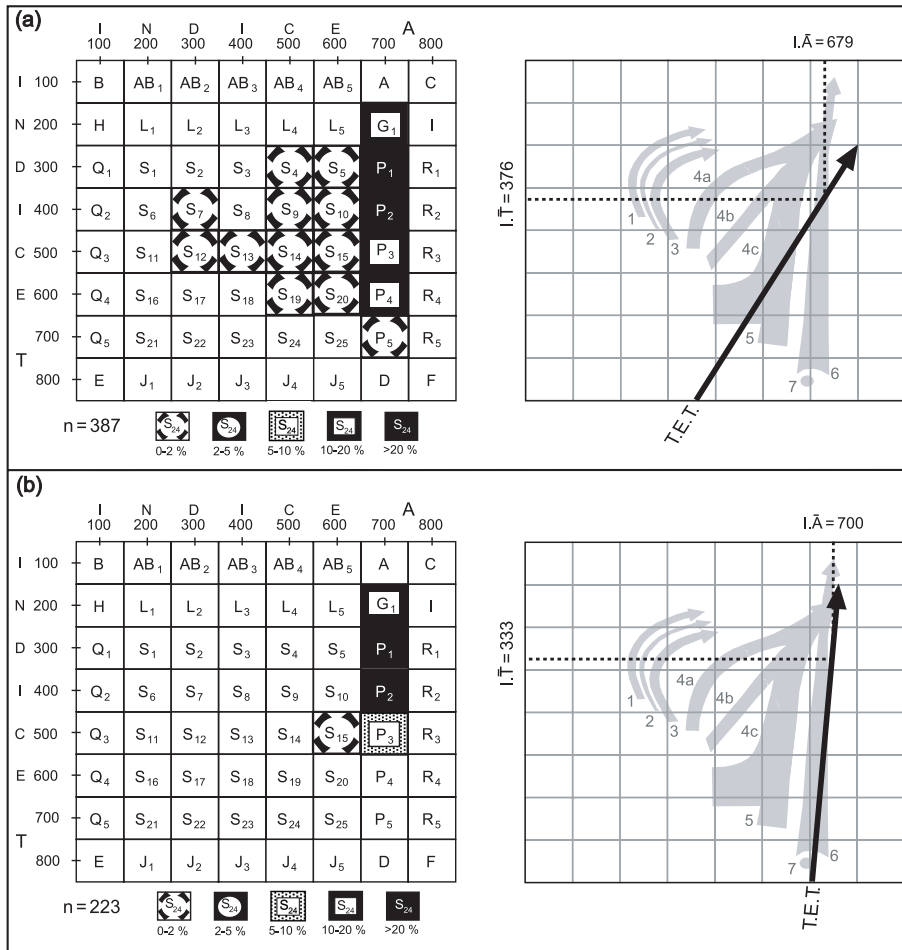 (a)
I N D I C E A
100 200 300 400 500 600 700 800
I 100 B AB1 AB2 AB3 AB4 AB5 A C
N 200 H L1 L2 L3 L4 L5 G1 I
D 300 Q1 S1 S2 S3 S4 S5 P1 R1
I 400 Q2 S6 S7 S8 S9 S10 P2 R2
C 500 Q3 S11 S12 S13 S14 S15 P3 R3
E 600 Q4 S16 S17 S18 S19 S20 P4 R4
700 Q5 S21 S22 S23 S24 S25 P5 R5
T
800 E J1 J2 J3 J4 J5 D F
n=387 S24 S24 S24 S24 S24
0-2 % 2-5 % 5-10 % 10-20 % >20 %
I.Ā=679
I.T̄=376
1 2 3 4a 4b 4c 5 6 7
T.E.T.
(b)
I N D I C E A
100 200 300 400 500 600 700 800
I 100 B AB1 AB2 AB3 AB4 AB5 A C
N 200 H L1 L2 L3 L4 L5 G1 I
D 300 Q1 S1 S2 S3 S4 S5 P1 R1
I 400 Q2 S6 S7 S8 S9 S10 P2 R2
C 500 Q3 S11 S12 S13 S14 S15 P3 R3
E 600 Q4 S16 S17 S18 S19 S20 P4 R4
700 Q5 S21 S22 S23 S24 S25 P5 R5
T
800 E J1 J2 J3 J4 J5 D F
n=223 S24 S24 S24 S24 S24
0-2 % 2-5 % 5-10 % 10-20 % >20 %
I.Ā=700
I.T̄=333
1 2 3 4a 4b 4c 5 6 7
T.E.T.